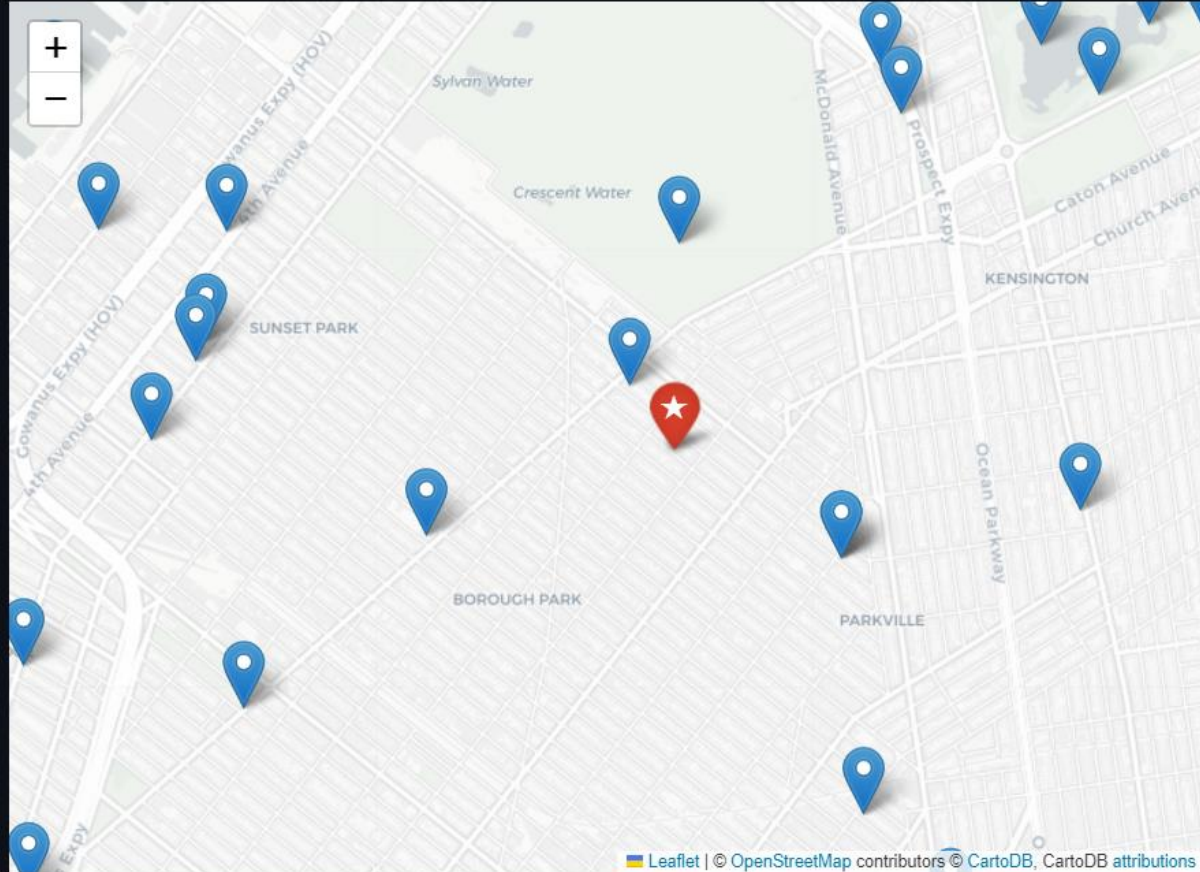 +
−
Sylvan Water
Crescent Water
Gowanus Expy (HOV)
4th Avenue
McDonald Avenue
Prospect Expy
Caton Avenue
Church Aven
KENSINGTON
SUNSET PARK
Gowanus Expy (HOV)
4th Avenue
Ocean Parkway
BOROUGH PARK
PARKVILLE
Expy
Leaflet | © OpenStreetMap contributors © CartoDB, CartoDB attributions